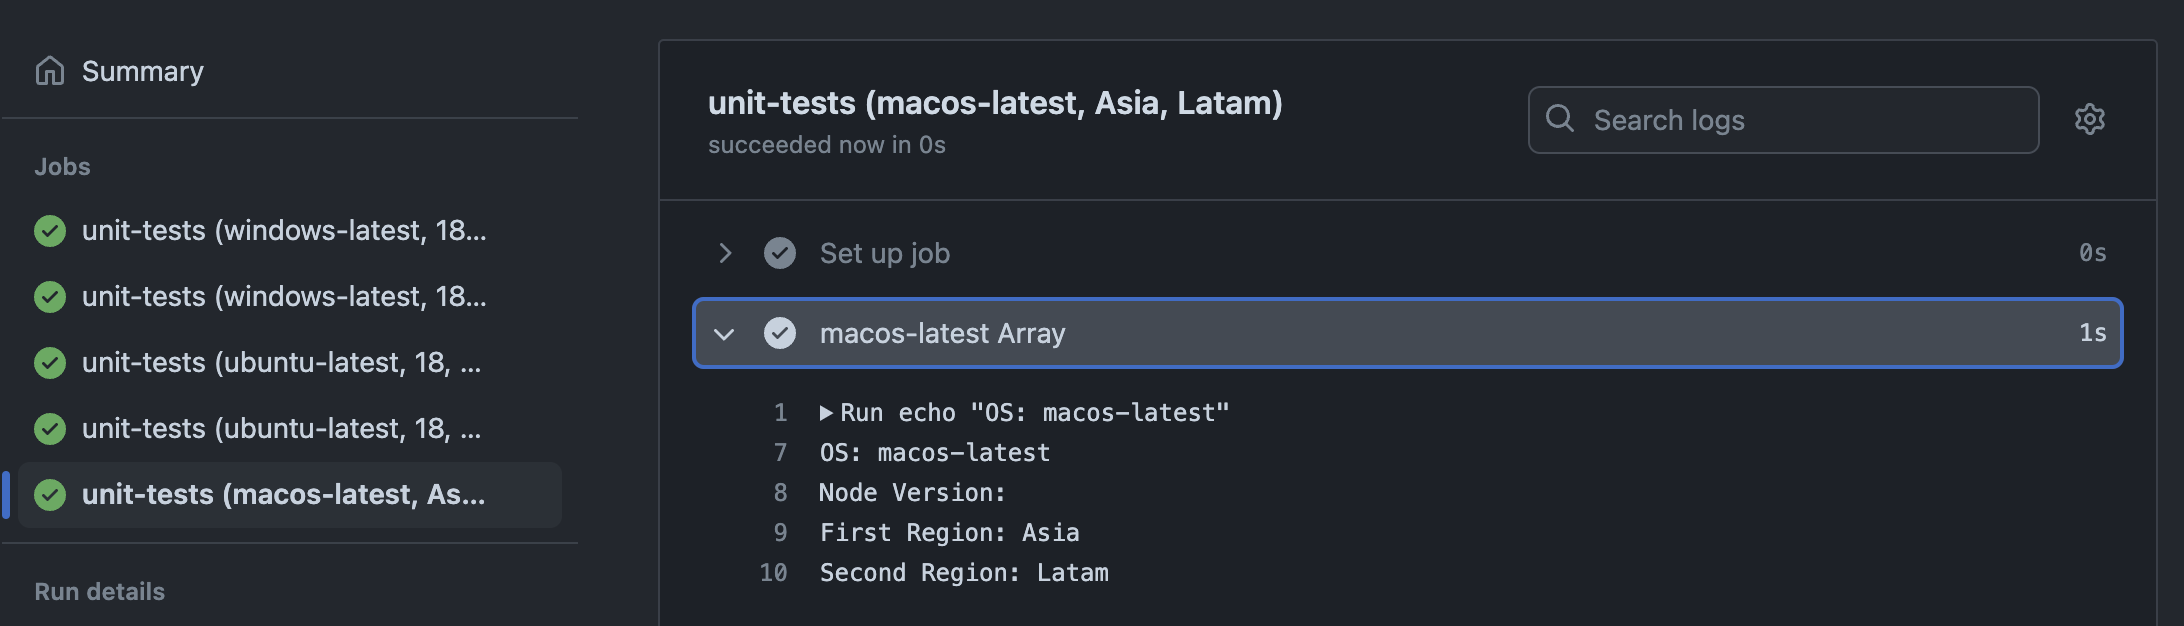 Summary
Jobs
unit-tests (windows-latest, 18...
unit-tests (windows-latest, 18...
unit-tests (ubuntu-latest, 18, ...
unit-tests (ubuntu-latest, 18, ...
unit-tests (macos-latest, As...
Run details
unit-tests (macos-latest, Asia, Latam)
succeeded now in 0s
Search logs
Set up job 0s
macos-latest Array 1s
1 ▶Run echo "OS: macos-latest"
7 OS: macos-latest
8 Node Version:
9 First Region: Asia
10 Second Region: Latam